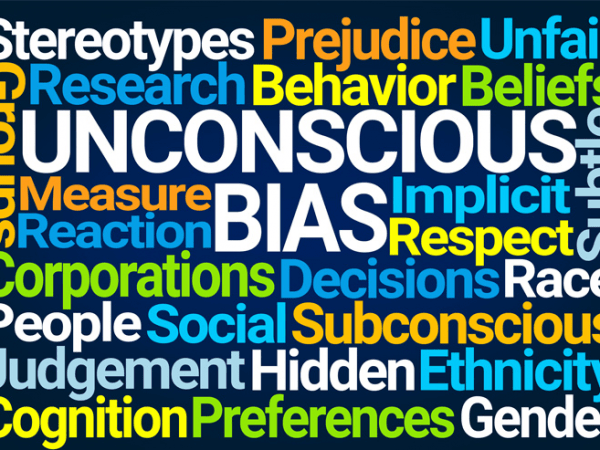 Stereotypes Prejudice Unfai
Groups Research Behavior Beliefs
UNCONSCIOUS Subtle
Measure BIAS Implicit
Reaction Respect
Corporations Decisions Race
People Social Subconscious
Judgement Hidden Ethnicity
Cognition Preferences Gende